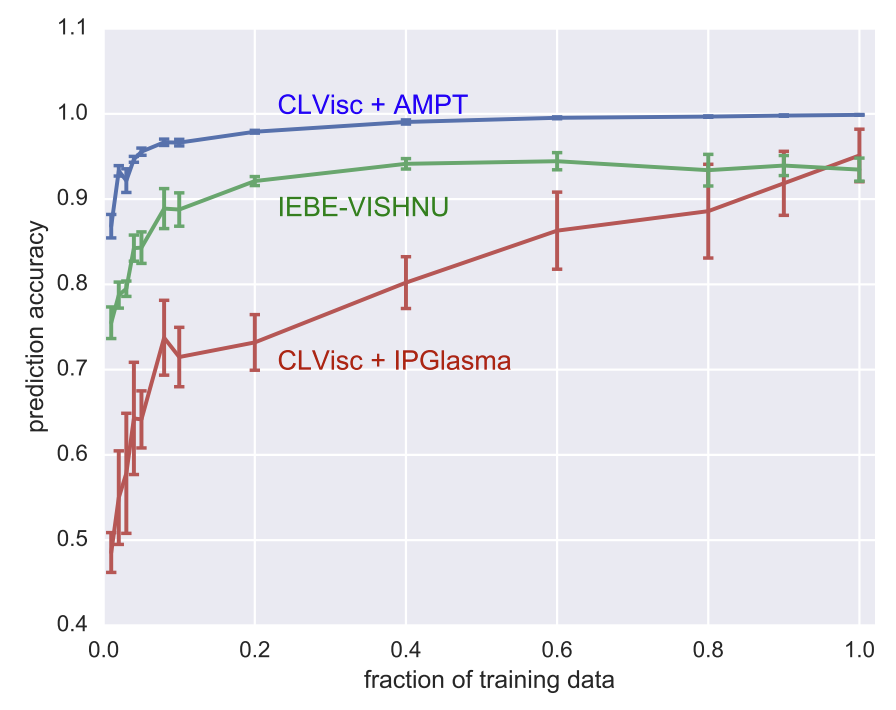 1.1
1.0
0.9
0.8
0.7
0.6
0.5
0.4
prediction accuracy
CLVisc + AMPT
IEBE-VISHNU
CLVisc + IPGlasma
0.0 0.2 0.4 0.6 0.8 1.0
fraction of training data